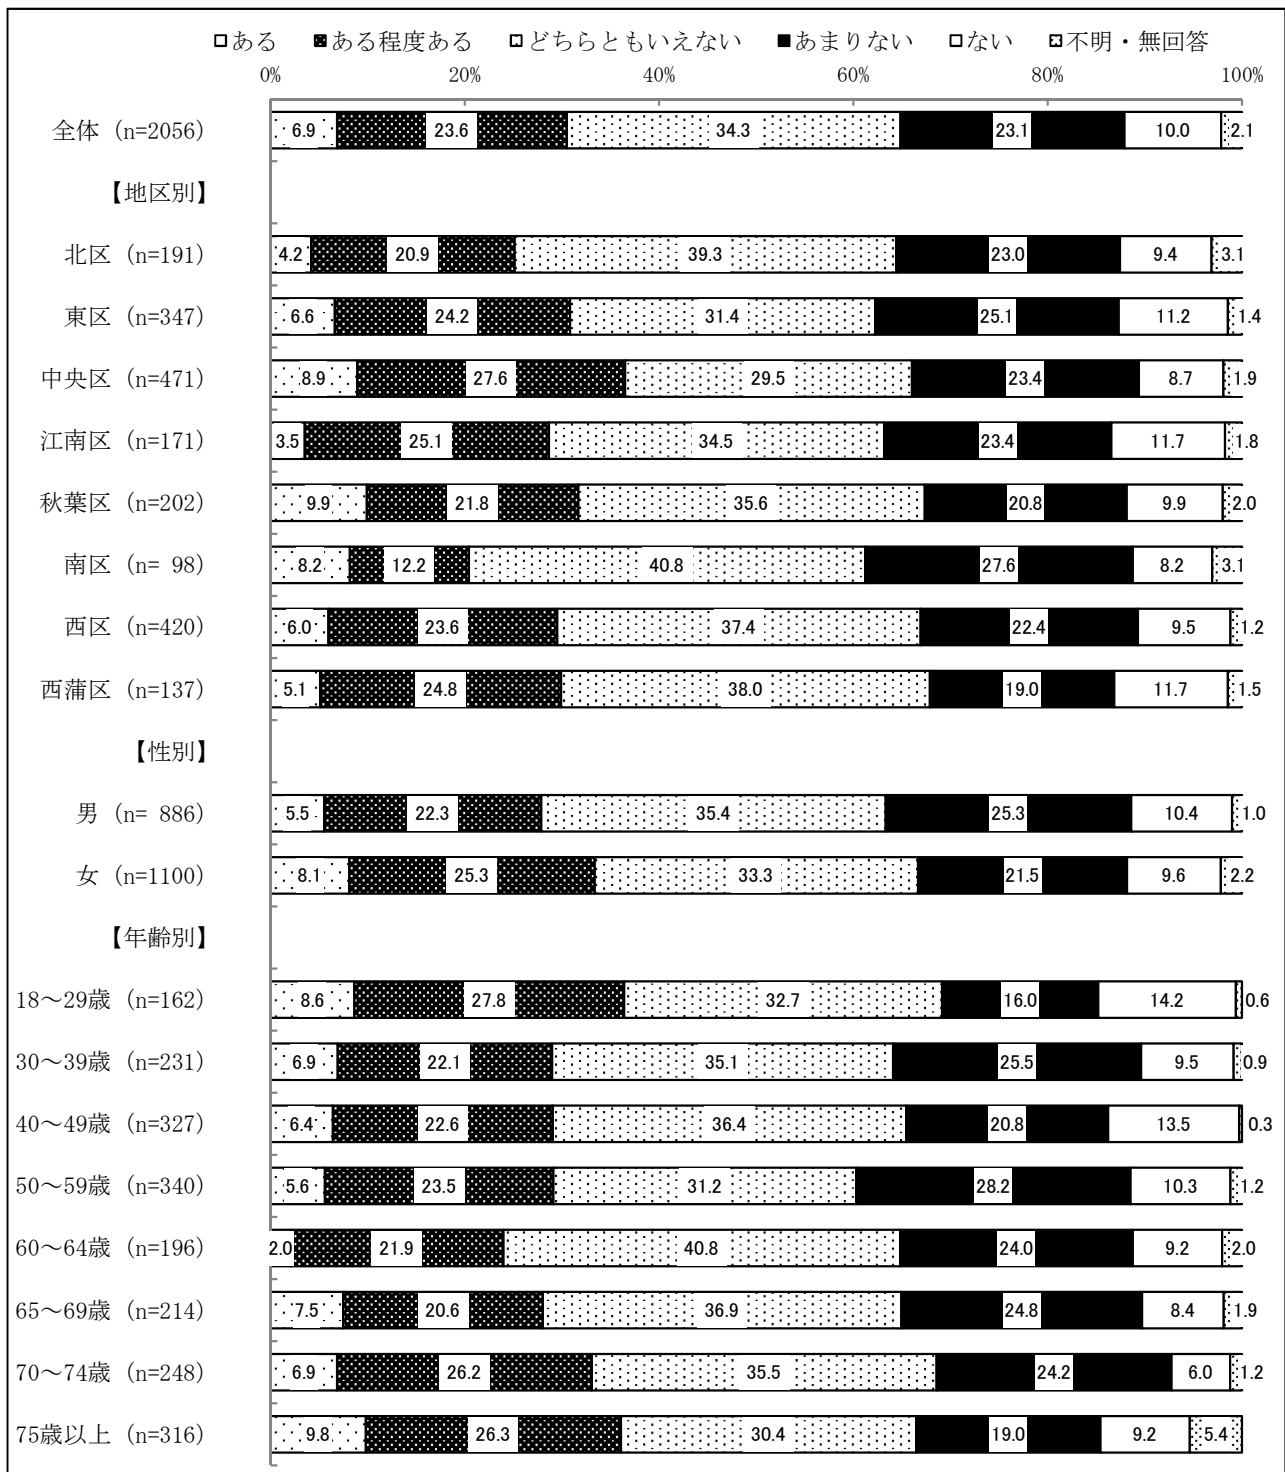 □ある ■ある程度ある □どちらともいえない ■あまりない □ない □不明・無回答
0% 20% 40% 60% 80% 100%
全体 (n=2056) 6.9 23.6 34.3 23.1 10.0 2.1
【地区別】
北区 (n=191) 4.2 20.9 39.3 23.0 9.4 3.1
東区 (n=347) 6.6 24.2 31.4 25.1 11.2 1.4
中央区 (n=471) 8.9 27.6 29.5 23.4 8.7 1.9
江南区 (n=171) 3.5 25.1 34.5 23.4 11.7 1.8
秋葉区 (n=202) 9.9 21.8 35.6 20.8 9.9 2.0
南区 (n= 98) 8.2 12.2 40.8 27.6 8.2 3.1
西区 (n=420) 6.0 23.6 37.4 22.4 9.5 1.2
西蒲区 (n=137) 5.1 24.8 38.0 19.0 11.7 1.5
【性別】
男 (n= 886) 5.5 22.3 35.4 25.3 10.4 1.0
女 (n=1100) 8.1 25.3 33.3 21.5 9.6 2.2
【年齢別】
18～29歳 (n=162) 8.6 27.8 32.7 16.0 14.2 0.6
30～39歳 (n=231) 6.9 22.1 35.1 25.5 9.5 0.9
40～49歳 (n=327) 6.4 22.6 36.4 20.8 13.5 0.3
50～59歳 (n=340) 5.6 23.5 31.2 28.2 10.3 1.2
60～64歳 (n=196) 2.0 21.9 40.8 24.0 9.2 2.0
65～69歳 (n=214) 7.5 20.6 36.9 24.8 8.4 1.9
70～74歳 (n=248) 6.9 26.2 35.5 24.2 6.0 1.2
75歳以上 (n=316) 9.8 26.3 30.4 19.0 9.2 5.4